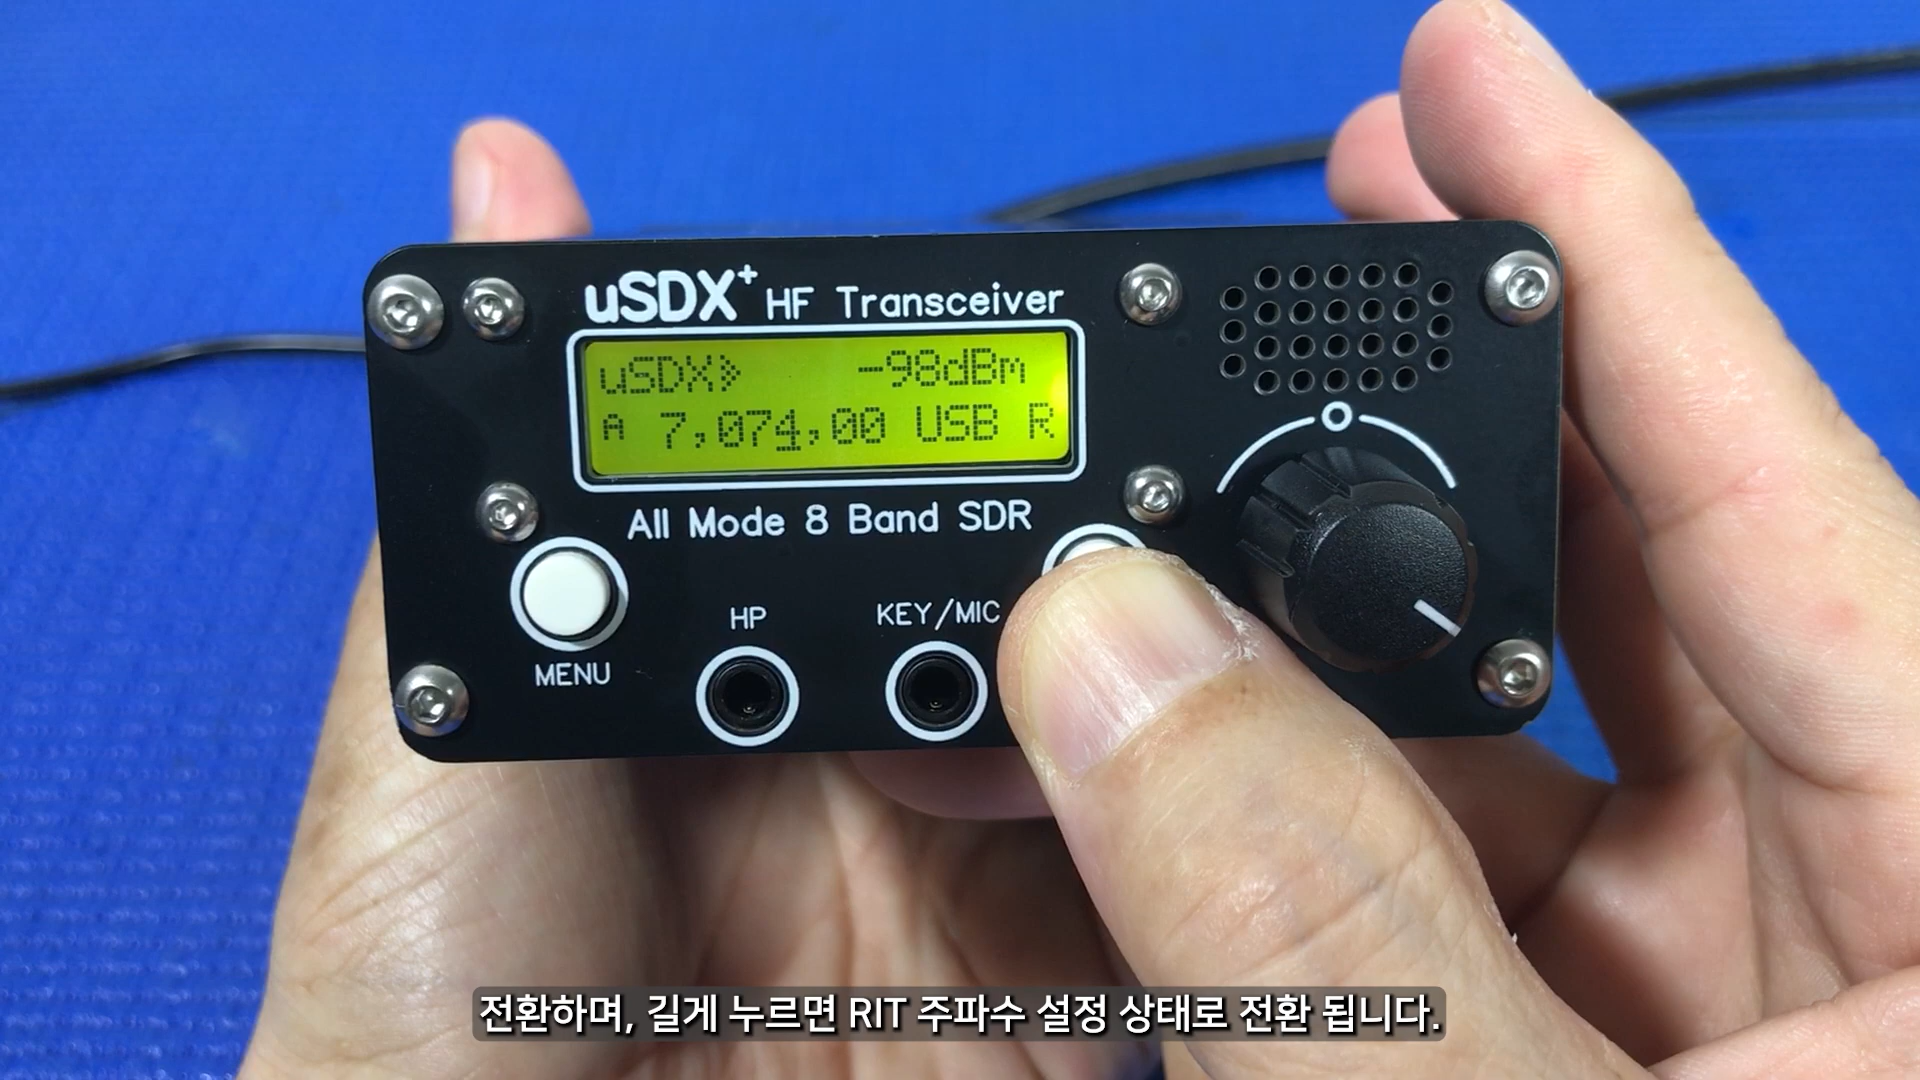 uSDX+ HF Transceiver
uSDX» -98dBm
A 7,074,00 USB R
All Mode 8 Band SDR
HP
KEY/MIC
MENU
전환하며, 길게 누르면 RIT 주파수 설정 상태로 전환 됩니다.